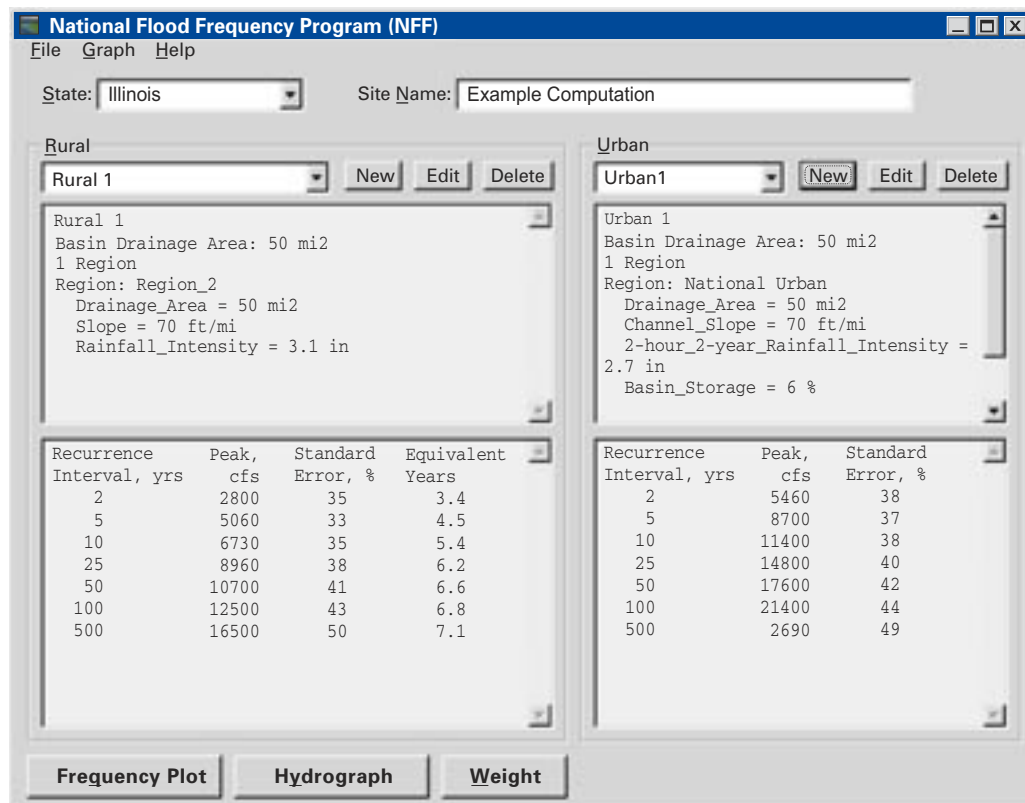 National Flood Frequency Program (NFF)
File Graph Help
State: Illinois Site Name: Example Computation
Rural
Rural 1 New Edit Delete
Rural 1
Basin Drainage Area: 50 mi2
1 Region
Region: Region_2
Drainage_Area = 50 mi2
Slope = 70 ft/mi
Rainfall_Intensity = 3.1 in
Recurrence Peak, Standard Equivalent
Interval, yrs cfs Error, % Years
2 2800 35 3.4
5 5060 33 4.5
10 6730 35 5.4
25 8960 38 6.2
50 10700 41 6.6
100 12500 43 6.8
500 16500 50 7.1
Urban
Urban1 New Edit Delete
Urban 1
Basin Drainage Area: 50 mi2
1 Region
Region: National Urban
Drainage_Area = 50 mi2
Channel_Slope = 70 ft/mi
2-hour_2-year_Rainfall_Intensity =
2.7 in
Basin_Storage = 6 %
Recurrence Peak, Standard
Interval, yrs cfs Error, %
2 5460 38
5 8700 37
10 11400 38
25 14800 40
50 17600 42
100 21400 44
500 2690 49
Frequency Plot Hydrograph Weight